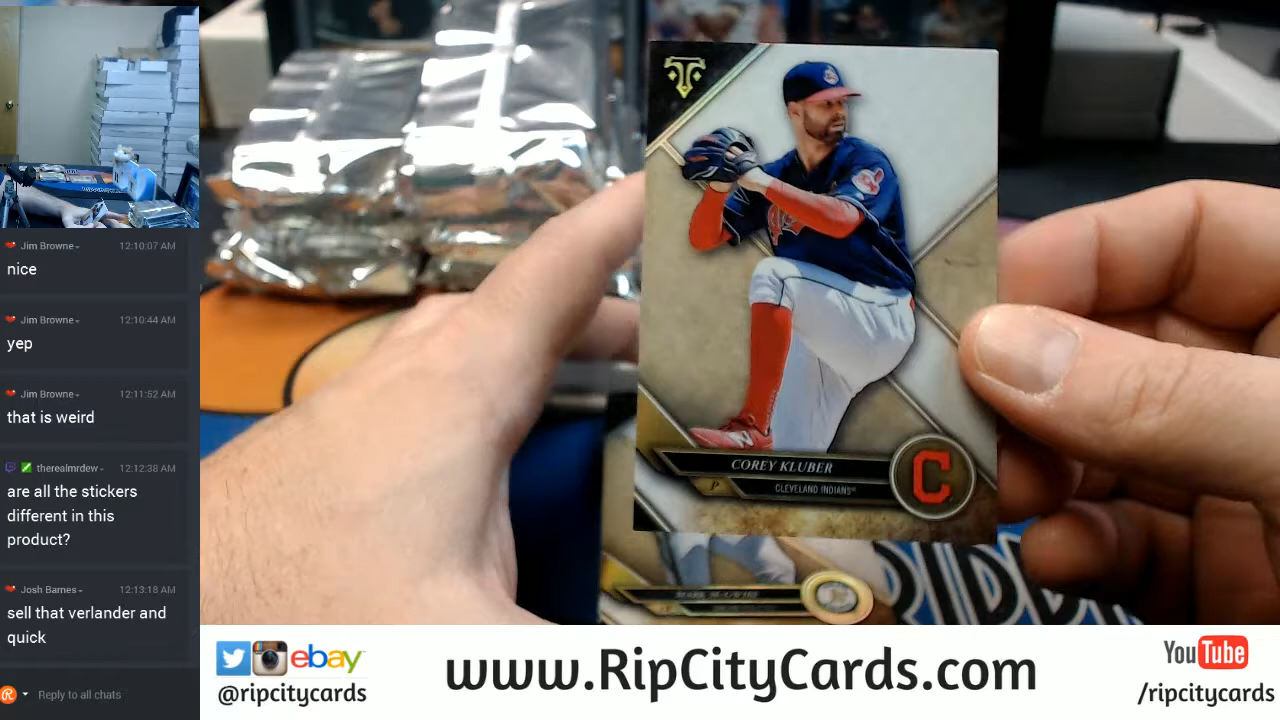 Jim Browne 12:10:07 AM
nice
Jim Browne 12:10:44 AM
yep
Jim Browne 12:11:52 AM
that is weird
therealmrdew 12:12:38 AM
are all the stickers
different in this
product?
Josh Barnes 12:13:18 AM
sell that verlander and
quick
Reply to all chats
COREY KLUBER
P CLEVELAND INDIANS
C
MARK McGWIRE
ebay
@ripcitycards
www.RipCityCards.com
YouTube
/ripcitycards